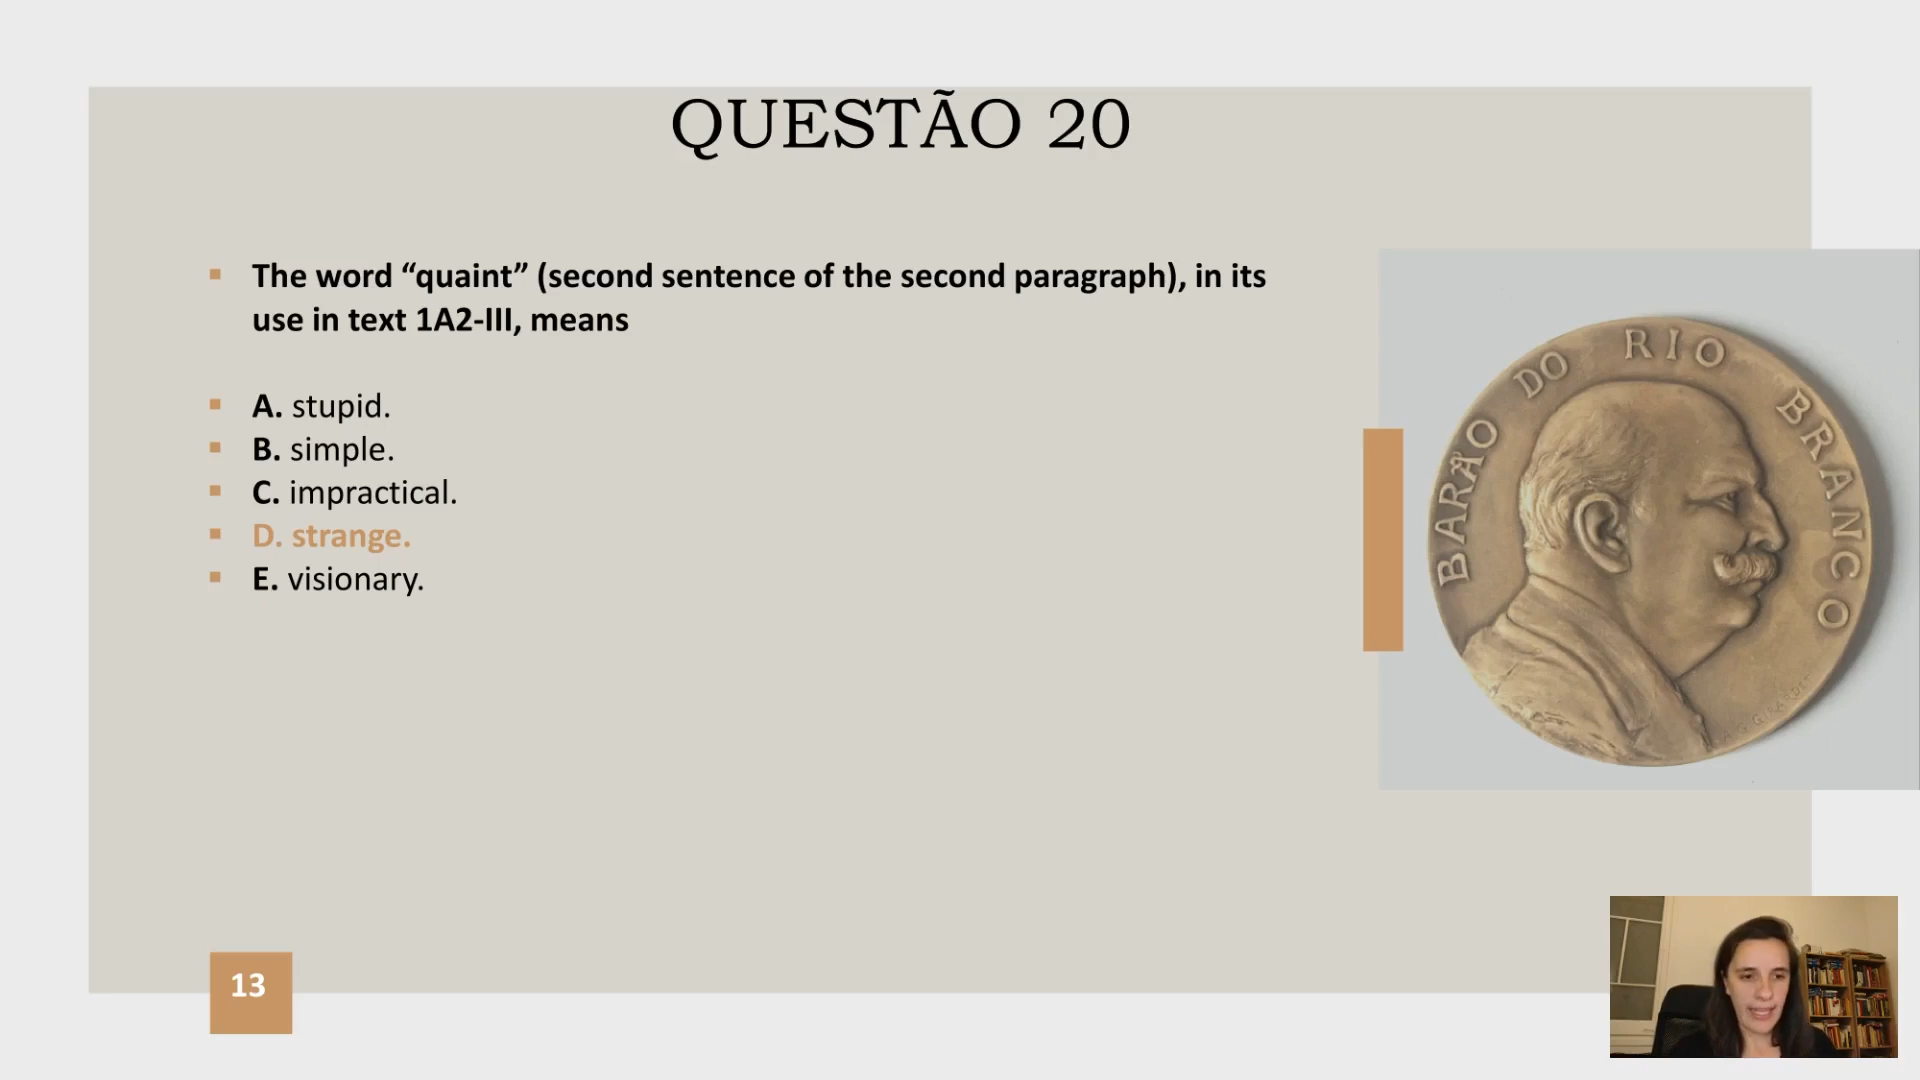 QUESTÃO 20
The word “quaint” (second sentence of the second paragraph), in its
use in text 1A2-III, means
A. stupid.
B. simple.
C. impractical.
D. strange.
E. visionary.
BARÃO DO RIO BRANCO
13